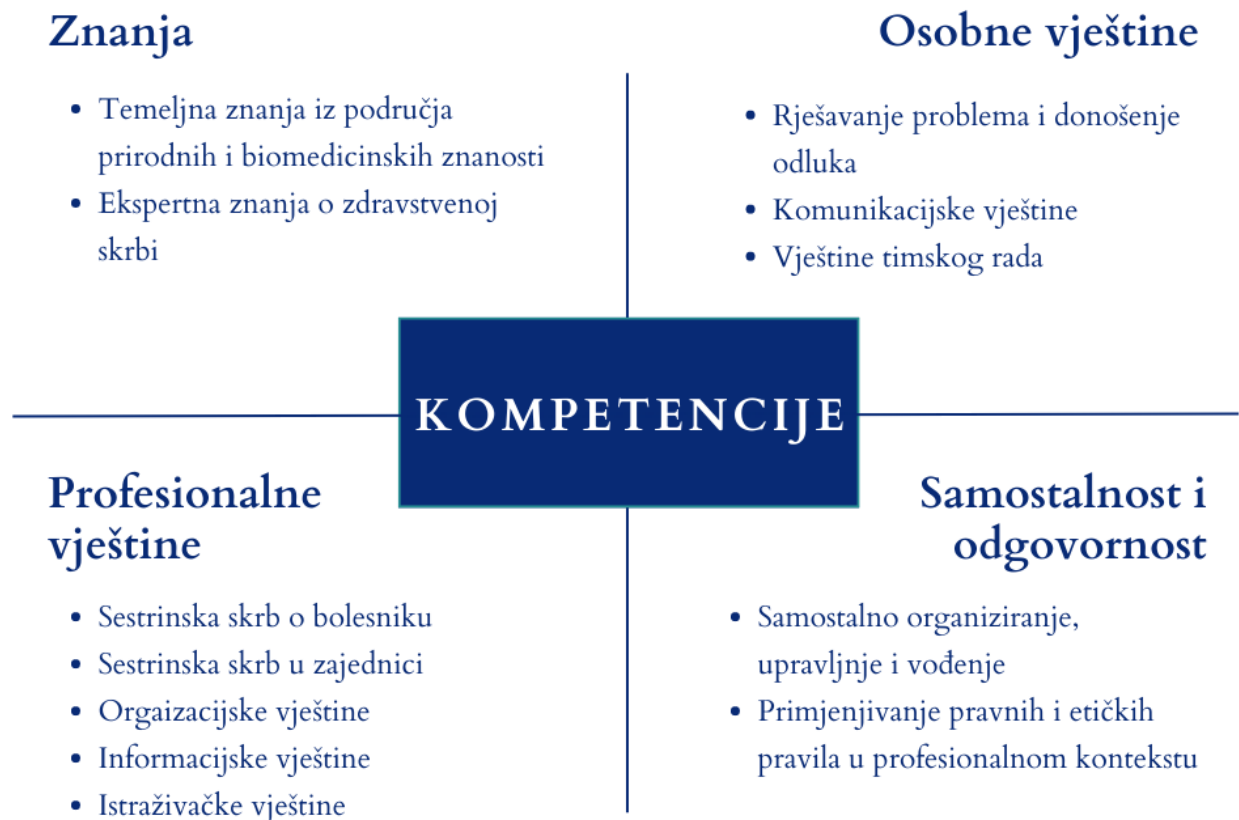 Znanja
• Temeljna znanja iz područja
prirodnih i biomedicinskih znanosti
• Ekspertna znanja o zdravstvenoj
skrbi
Osobne vještine
• Rješavanje problema i donošenje
odluka
• Komunikacijske vještine
• Vještine timskog rada
KOMPETENCIJE
Profesionalne
vještine
• Sestrinska skrb o bolesniku
• Sestrinska skrb u zajednici
• Orgaizacijske vještine
• Informacijske vještine
• Istraživačke vještine
Samostalnost i
odgovornost
• Samostalno organiziranje,
upravljnje i vođenje
• Primjenjivanje pravnih i etičkih
pravila u profesionalnom kontekstu